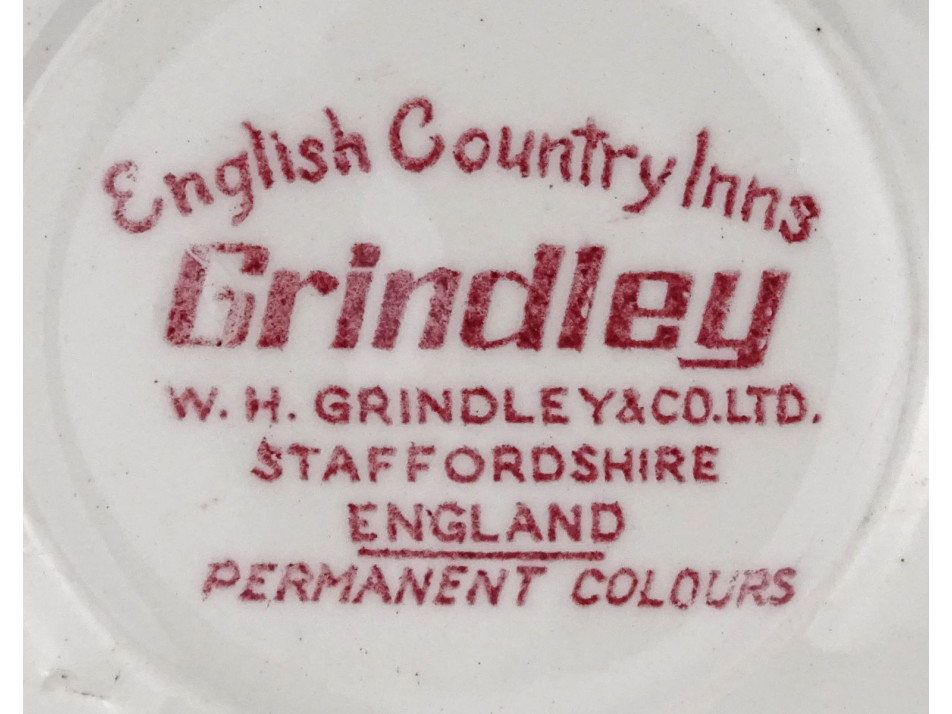 English Country Inns
Grindley
W. H. GRINDLEY & CO. LTD.
STAFFORDSHIRE
ENGLAND
PERMANENT COLOURS